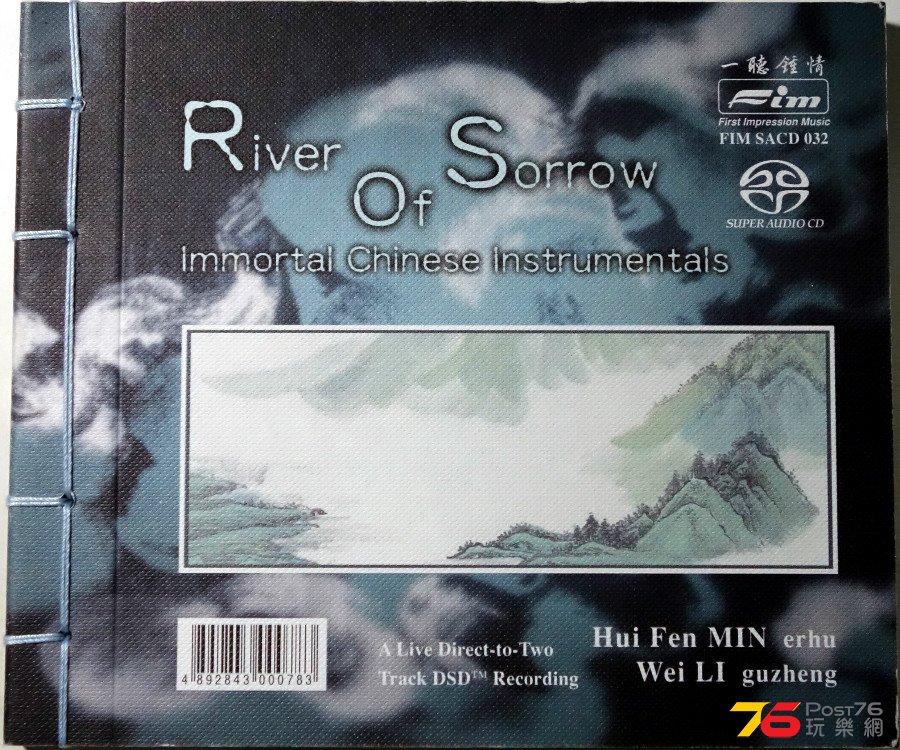 一聽鍾情
Fim
First Impression Music
FIM SACD 032
SUPER AUDIO CD
River
Of Sorrow
Immortal Chinese Instrumentals
4 892843 000783
A Live Direct-to-Two
Track DSD™ Recording
Hui Fen MIN erhu
Wei LI guzheng
76 Post76
玩樂網